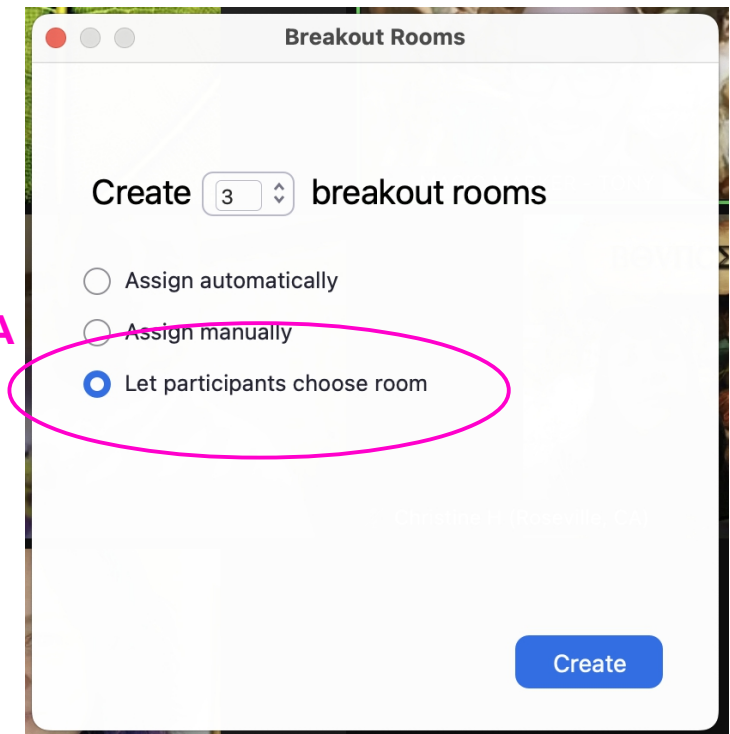 Breakout Rooms
Create 3 breakout rooms
Assign automatically
A
Assign manually
Let participants choose room
Create